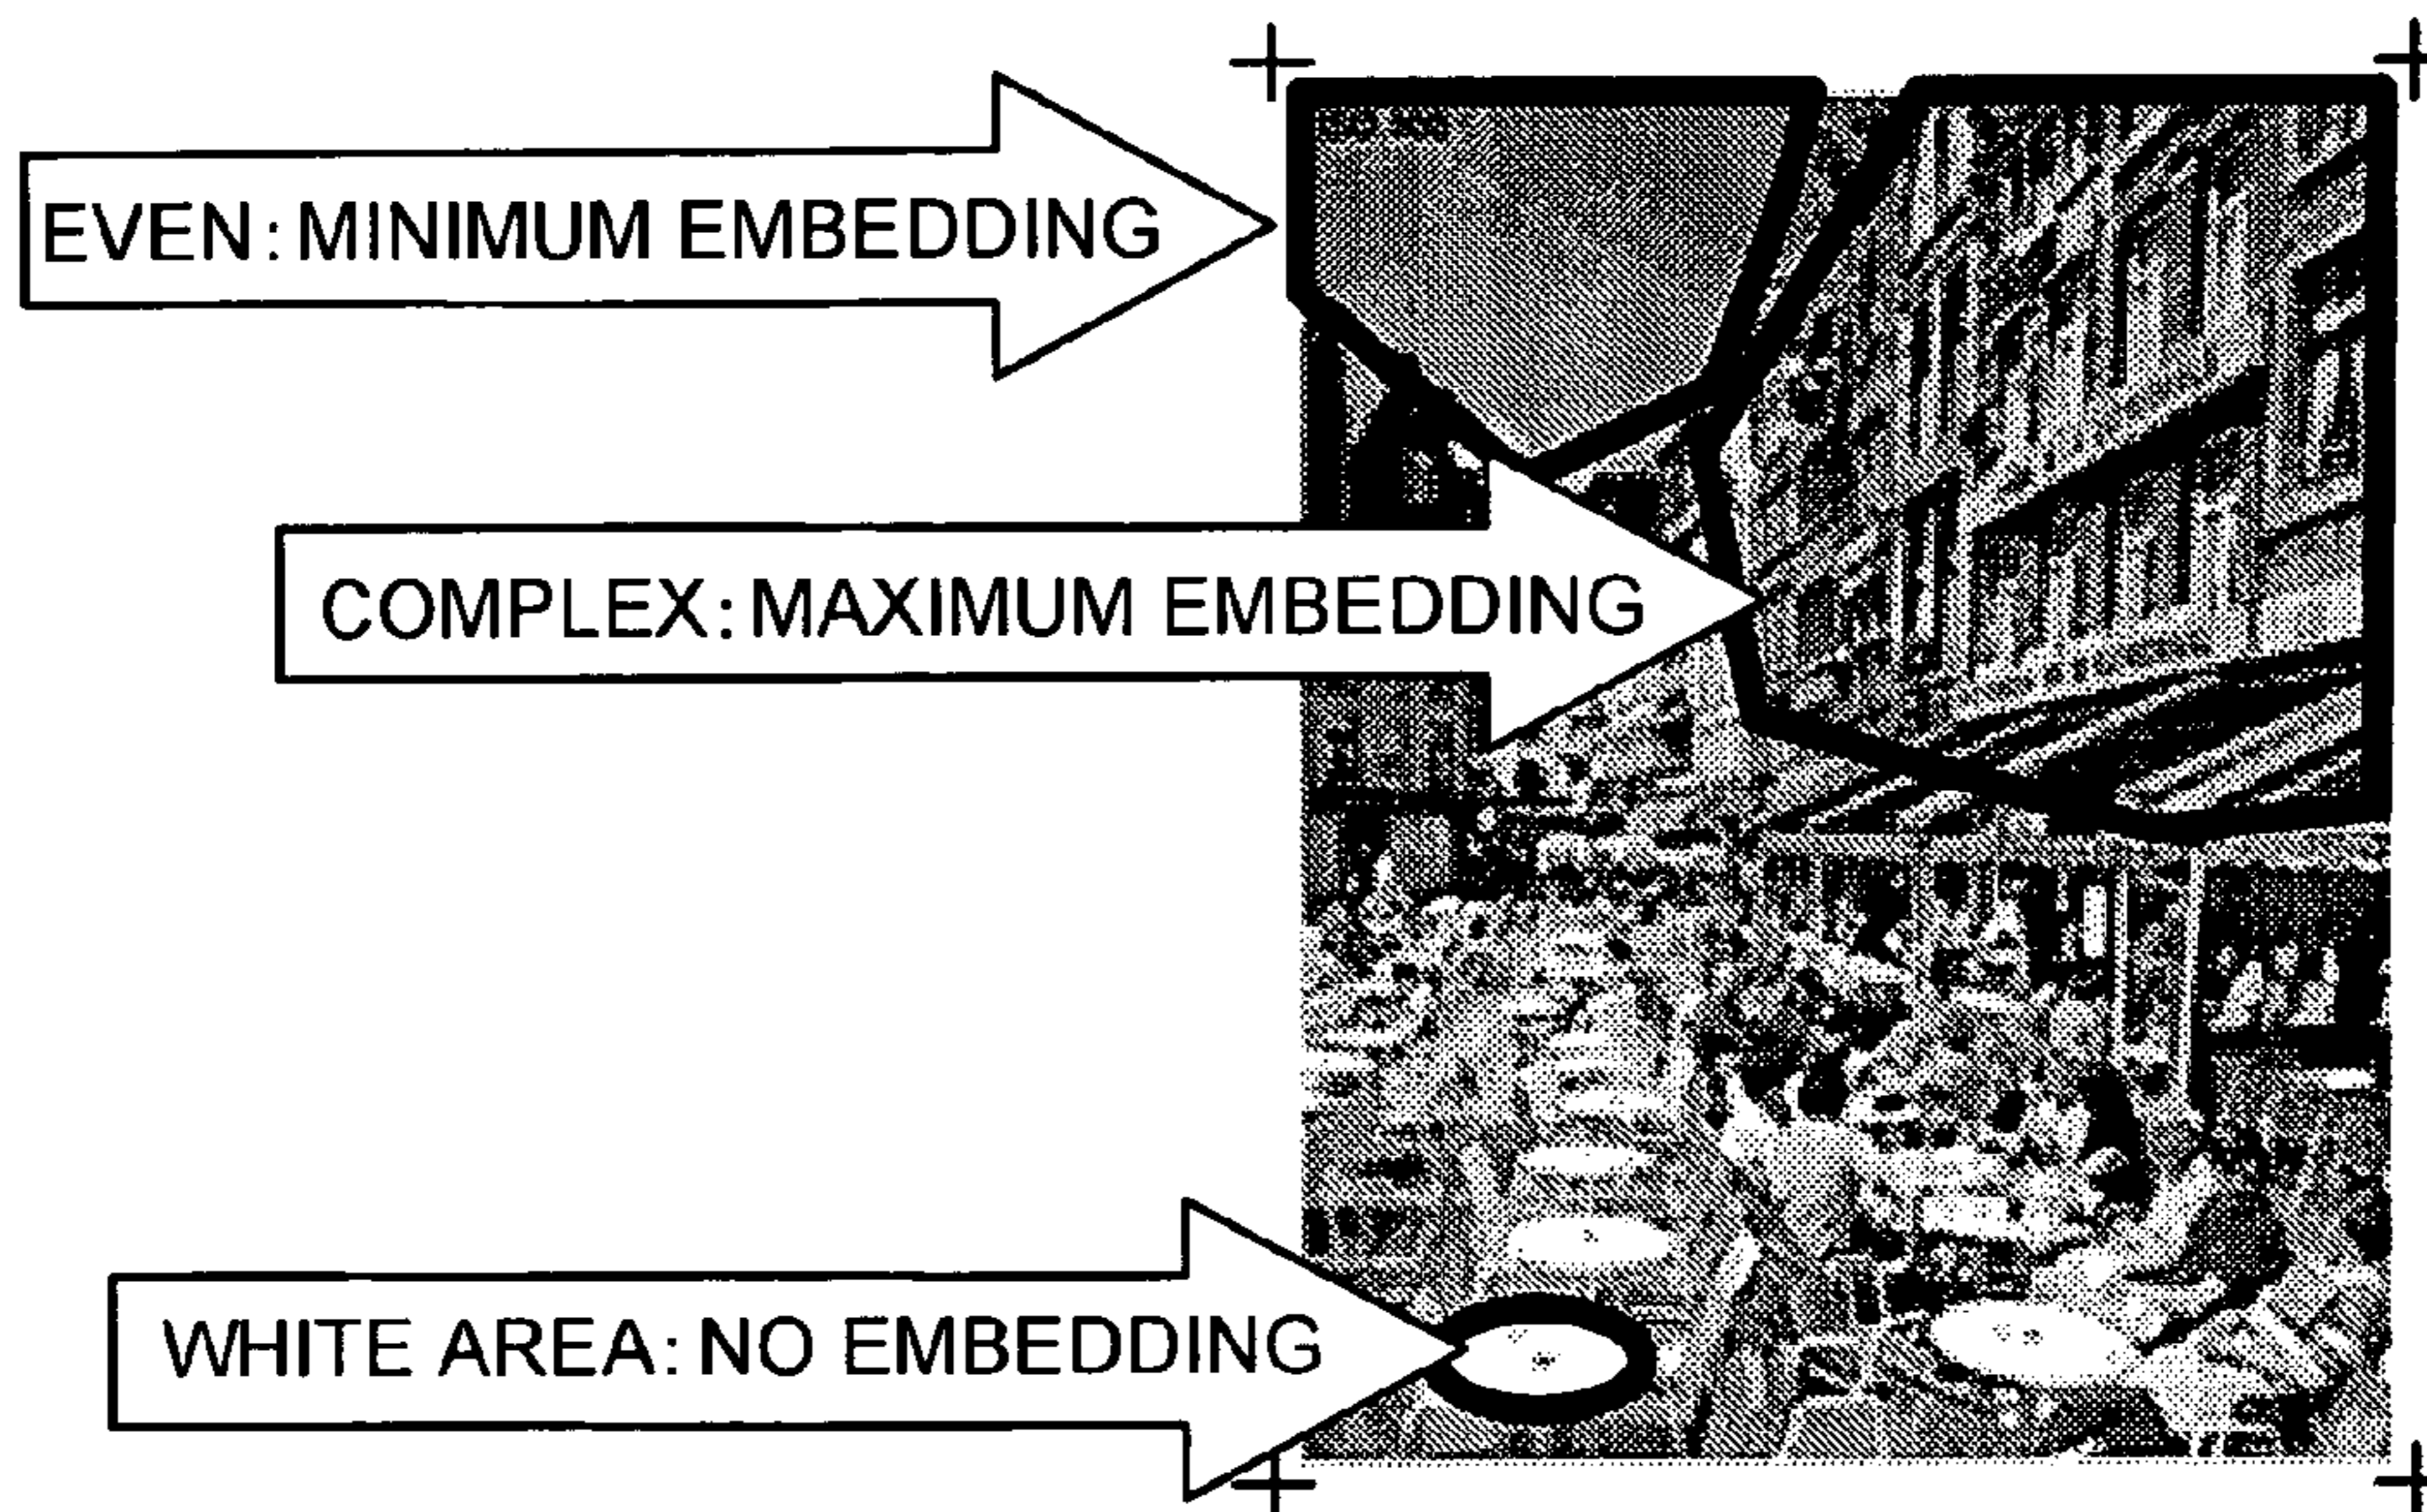 EVEN: MINIMUM EMBEDDING
COMPLEX: MAXIMUM EMBEDDING
WHITE AREA: NO EMBEDDING